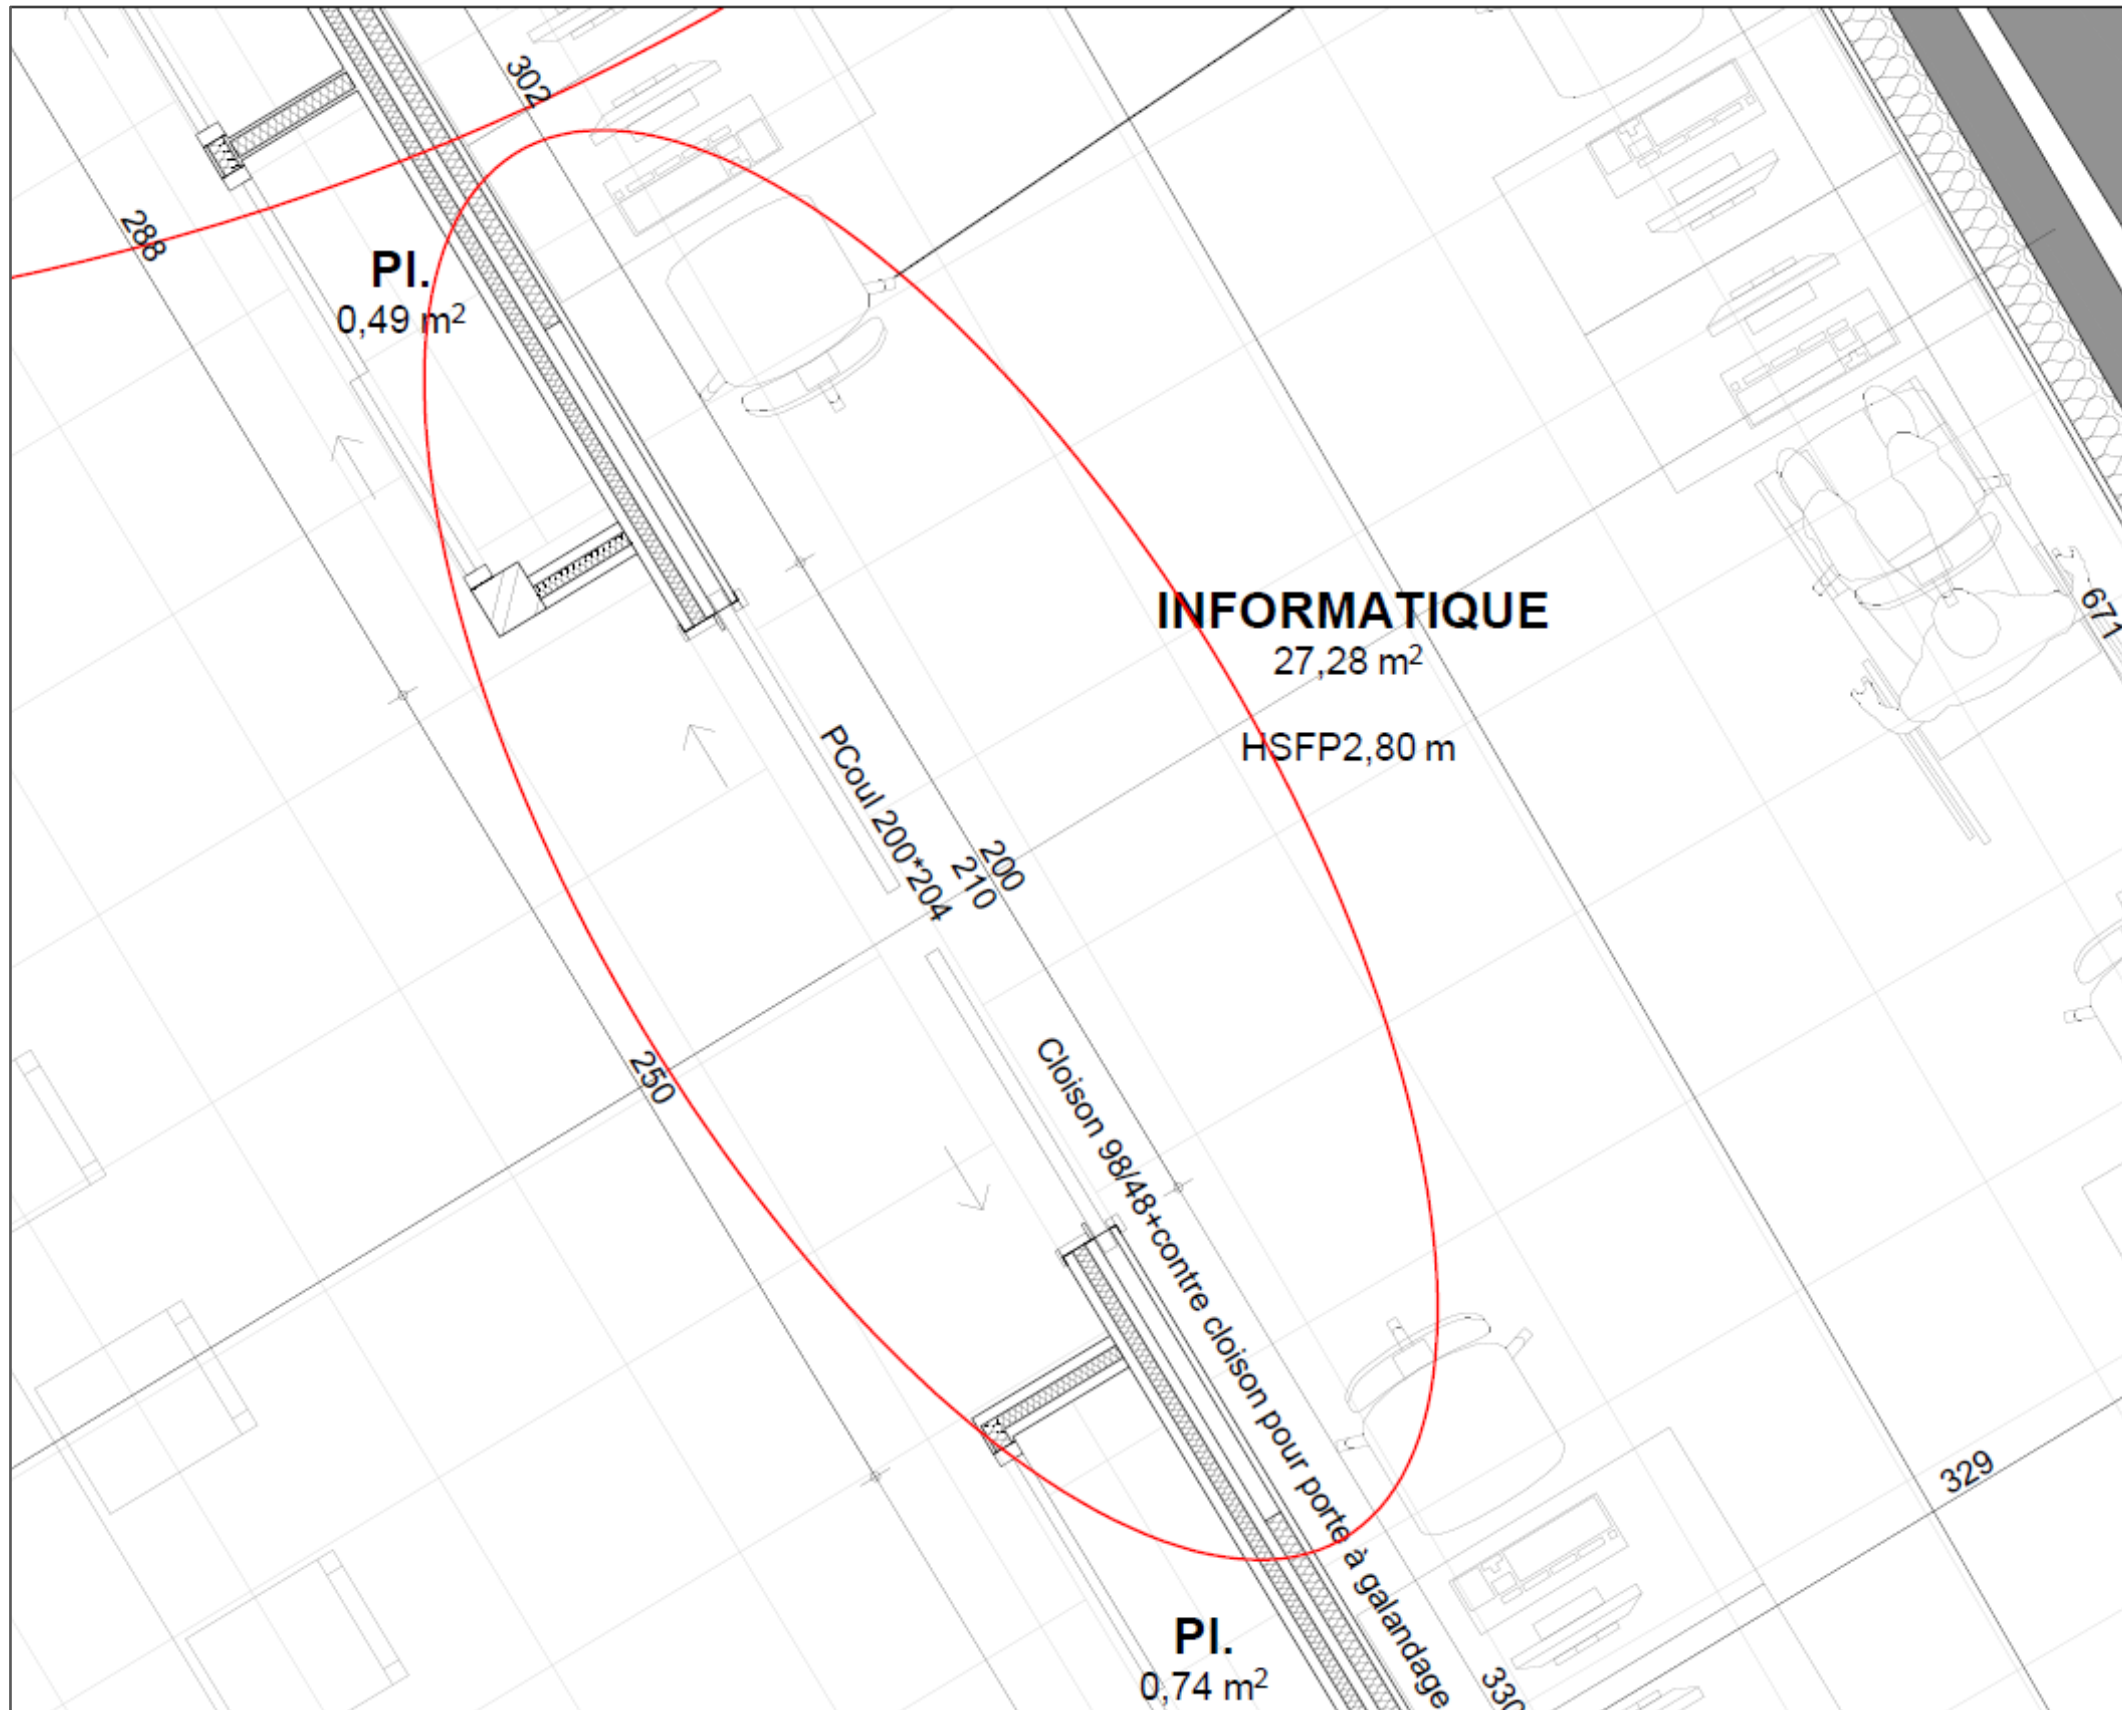 302
288
Pl.
0,49 m²
INFORMATIQUE
27,28 m²
HSFP2,80 m
671
PCoul 200*204
200
210
250
Cloison 98/48+contre cloison pour porte à galandage
329
Pl.
0,74 m²
330